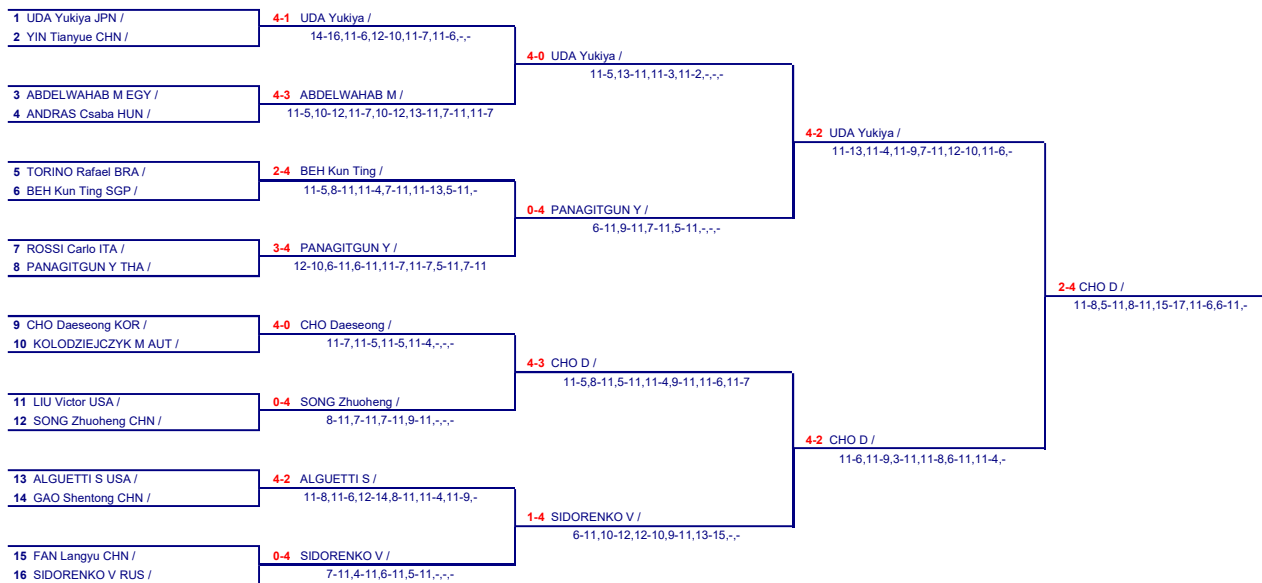 1 UDA Yukiya JPN /
4-1 UDA Yukiya /
2 YIN Tianyue CHN /
14-16,11-6,12-10,11-7,11-6,-,-
4-0 UDA Yukiya /
11-5,13-11,11-3,11-2,-,-,-
3 ABDELWAHAB M EGY /
4-3 ABDELWAHAB M /
4 ANDRAS Csaba HUN /
11-5,10-12,11-7,10-12,13-11,7-11,11-7
4-2 UDA Yukiya /
11-13,11-4,11-9,7-11,12-10,11-6,-
5 TORINO Rafael BRA /
2-4 BEH Kun Ting /
6 BEH Kun Ting SGP /
11-5,8-11,11-4,7-11,11-13,5-11,-
0-4 PANAGITGUN Y /
6-11,9-11,7-11,5-11,-,-,-
7 ROSSI Carlo ITA /
3-4 PANAGITGUN Y /
8 PANAGITGUN Y THA /
12-10,6-11,6-11,11-7,11-7,5-11,7-11
2-4 CHO D /
11-8,5-11,8-11,15-17,11-6,6-11,-
9 CHO Daeseong KOR /
4-0 CHO Daeseong /
10 KOLODZIEJCZYK M AUT /
11-7,11-5,11-5,11-4,-,-,-
4-3 CHO D /
11-5,8-11,5-11,11-4,9-11,11-6,11-7
11 LIU Victor USA /
0-4 SONG Zhuoheng /
12 SONG Zhuoheng CHN /
8-11,7-11,7-11,9-11,-,-,-
4-2 CHO D /
11-6,11-9,3-11,11-8,6-11,11-4,-
13 ALGUETTI S USA /
4-2 ALGUETTI S /
14 GAO Shentong CHN /
11-8,11-6,12-14,8-11,11-4,11-9,-
1-4 SIDORENKO V /
6-11,10-12,12-10,9-11,13-15,-,-
15 FAN Langyu CHN /
0-4 SIDORENKO V /
16 SIDORENKO V RUS /
7-11,4-11,6-11,5-11,-,-,-